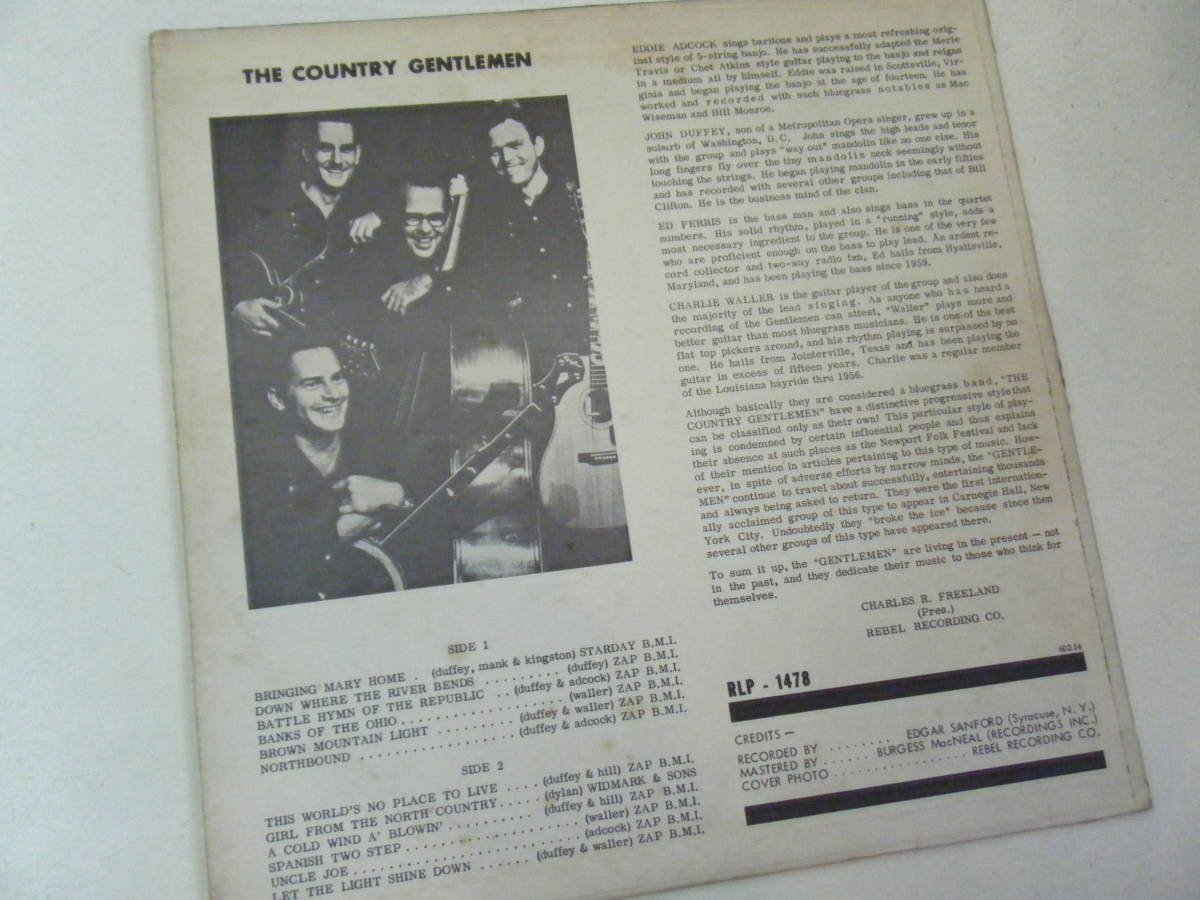 THE COUNTRY GENTLEMEN
EDDIE ADCOCK sings baritone and plays a most refreshing orig-
inal style of 5-string banjo. He has successfully adapted the Merle
Travis or Chet Atkins style guitar playing to the banjo and reigns
in a medium all by himself. Eddie was raised in Scottsville, Vir-
ginia and began playing the banjo at the age of fourteen. He has
worked and recorded with such bluegrass notables as Mac
Wiseman and Bill Monroe.
JOHN DUFFEY, son of a Metropolitan Opera singer, grew up in a
suburb of Washington, D.C. John sings the high leads and tenor
with the group and plays "way out" mandolin like no one else. His
long fingers fly over the tiny mandolin neck seemingly without
touching the strings. He began playing mandolin in the early fifties
and has recorded with several other groups including that of Bill
Clifton. He is the business mind of the clan.
ED FERRIS is the bass man and also sings bass in the quartet
numbers. His solid rhythm, played in a "running" style, adds a
most necessary ingredient to the group. He is one of the very few
who are proficient enough on the bass to play lead. An ardent re-
cord collector and two-way radio fan, Ed hails from Hyattsville,
Maryland, and has been playing the bass since 1959.
CHARLIE WALLER is the guitar player of the group and also does
the majority of the lead singing. As anyone who has heard a
recording of the Gentlemen can attest, "Waller" plays more and
better guitar than most bluegrass musicians. He is one of the best
flat top pickers around, and his rhythm playing is surpassed by no
one. He hails from Jointerville, Texas and has been playing the
guitar in excess of fifteen years. Charlie was a regular member
of the Louisiana hayride thru 1956.
Although basically they are considered a bluegrass band, "THE
COUNTRY GENTLEMEN" have a distinctive progressive style that
can be classified only as their own! This particular style of play-
ing is condemned by certain influential people and thus explains
their absence at such places as the Newport Folk Festival and lack
of their mention in articles pertaining to this type of music. How-
ever, in spite of adverse efforts by narrow minds, the "GENTLE-
MEN" continue to travel about successfully, entertaining thousands
and always being asked to return. They were the first internation-
ally acclaimed group of this type to appear in Carnegie Hall, New
York City. Undoubtedly they "broke the ice" because since then
several other groups of this type have appeared there.
To sum it up, the "GENTLEMEN" are living in the present — not
in the past, and they dedicate their music to those who think for
themselves.
CHARLES R. FREELAND
(Pres.)
REBEL RECORDING CO.
SIDE 1
BRINGING MARY HOME . (duffey, mank & kingston) STARDAY B.M.I.
DOWN WHERE THE RIVER BENDS ......... (duffey) ZAP B.M.I.
BATTLE HYMN OF THE REPUBLIC .. (duffey & adcock) ZAP B.M.I.
BANKS OF THE OHIO .................... (waller) ZAP B.M.I.
BROWN MOUNTAIN LIGHT ......... (duffey & waller) ZAP B.M.I.
NORTHBOUND .................. (duffey & adcock) ZAP B.M.I.
SIDE 2
THIS WORLD'S NO PLACE TO LIVE .... (duffey & hill) ZAP B.M.I.
GIRL FROM THE NORTH COUNTRY..... (dylan) WIDMARK & SONS
A COLD WIND A' BLOWIN' .......... (duffey & hill) ZAP B.M.I.
SPANISH TWO STEP .................... (waller) ZAP B.M.I.
UNCLE JOE .......................... (adcock) ZAP B.M.I.
LET THE LIGHT SHINE DOWN ...... (duffey & waller) ZAP B.M.I.
602 14
RLP - 1478
CREDITS —
RECORDED BY ........ EDGAR SANFORD (Syracuse, N. Y.)
MASTERED BY ....... BURGESS MacNEAL (RECORDINGS INC.)
COVER PHOTO ................. REBEL RECORDING CO.